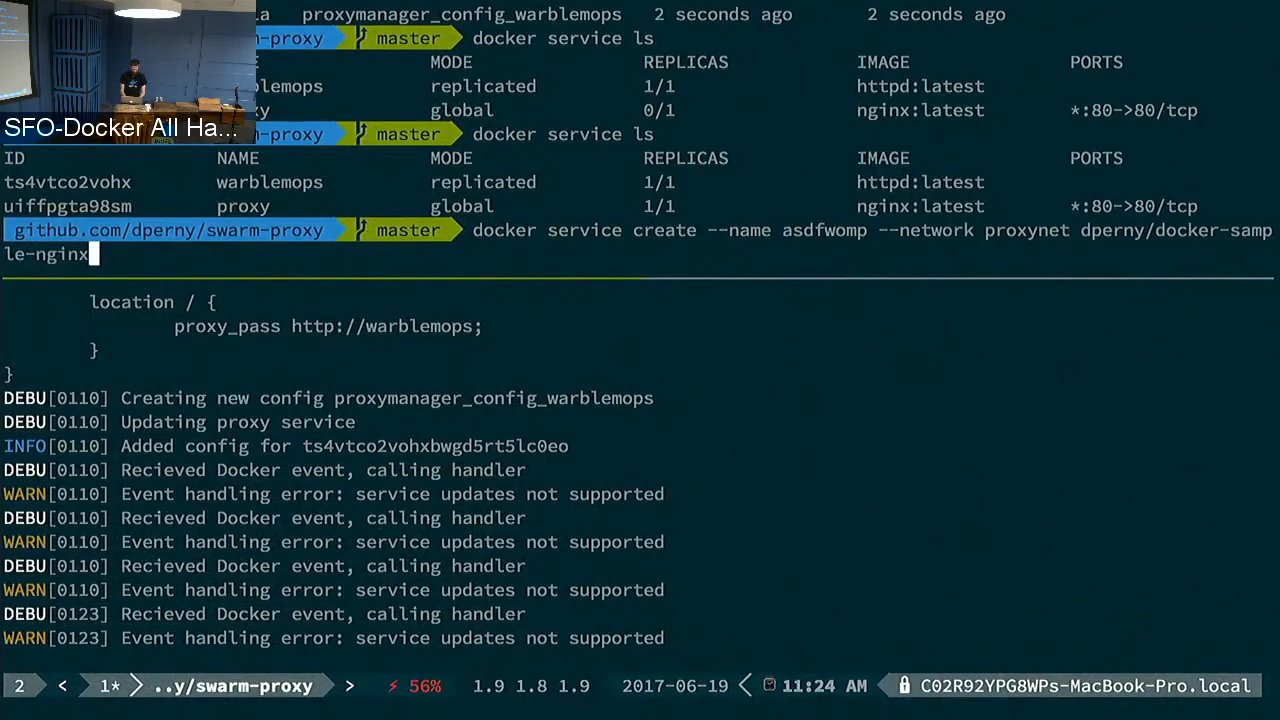 a   proxymanager_config_warblemops   2 seconds ago       2 seconds ago
m-proxy master docker service ls
E MODE REPLICAS IMAGE PORTS
emops replicated 1/1 httpd:latest
xy global 0/1 nginx:latest *:80->80/tcp
SFO-Docker All Ha...
m-proxy master docker service ls
ID NAME MODE REPLICAS IMAGE PORTS
ts4vtco2vohx warblemops replicated 1/1 httpd:latest
uiffpgta98sm proxy global 1/1 nginx:latest *:80->80/tcp
github.com/dperny/swarm-proxy master docker service create --name asdfwomp --network proxynet dperny/docker-samp
le-nginx
location / {
proxy_pass http://warblemops;
}
}
DEBU[0110] Creating new config proxymanager_config_warblemops
DEBU[0110] Updating proxy service
INFO[0110] Added config for ts4vtco2vohxbwgd5rt5lc0eo
DEBU[0110] Recieved Docker event, calling handler
WARN[0110] Event handling error: service updates not supported
DEBU[0110] Recieved Docker event, calling handler
WARN[0110] Event handling error: service updates not supported
DEBU[0110] Recieved Docker event, calling handler
WARN[0110] Event handling error: service updates not supported
DEBU[0123] Recieved Docker event, calling handler
WARN[0123] Event handling error: service updates not supported
2 < 1* ..y/swarm-proxy > 56% 1.9 1.8 1.9 2017-06-19 11:24 AM C02R92YPG8WPs-MacBook-Pro.local